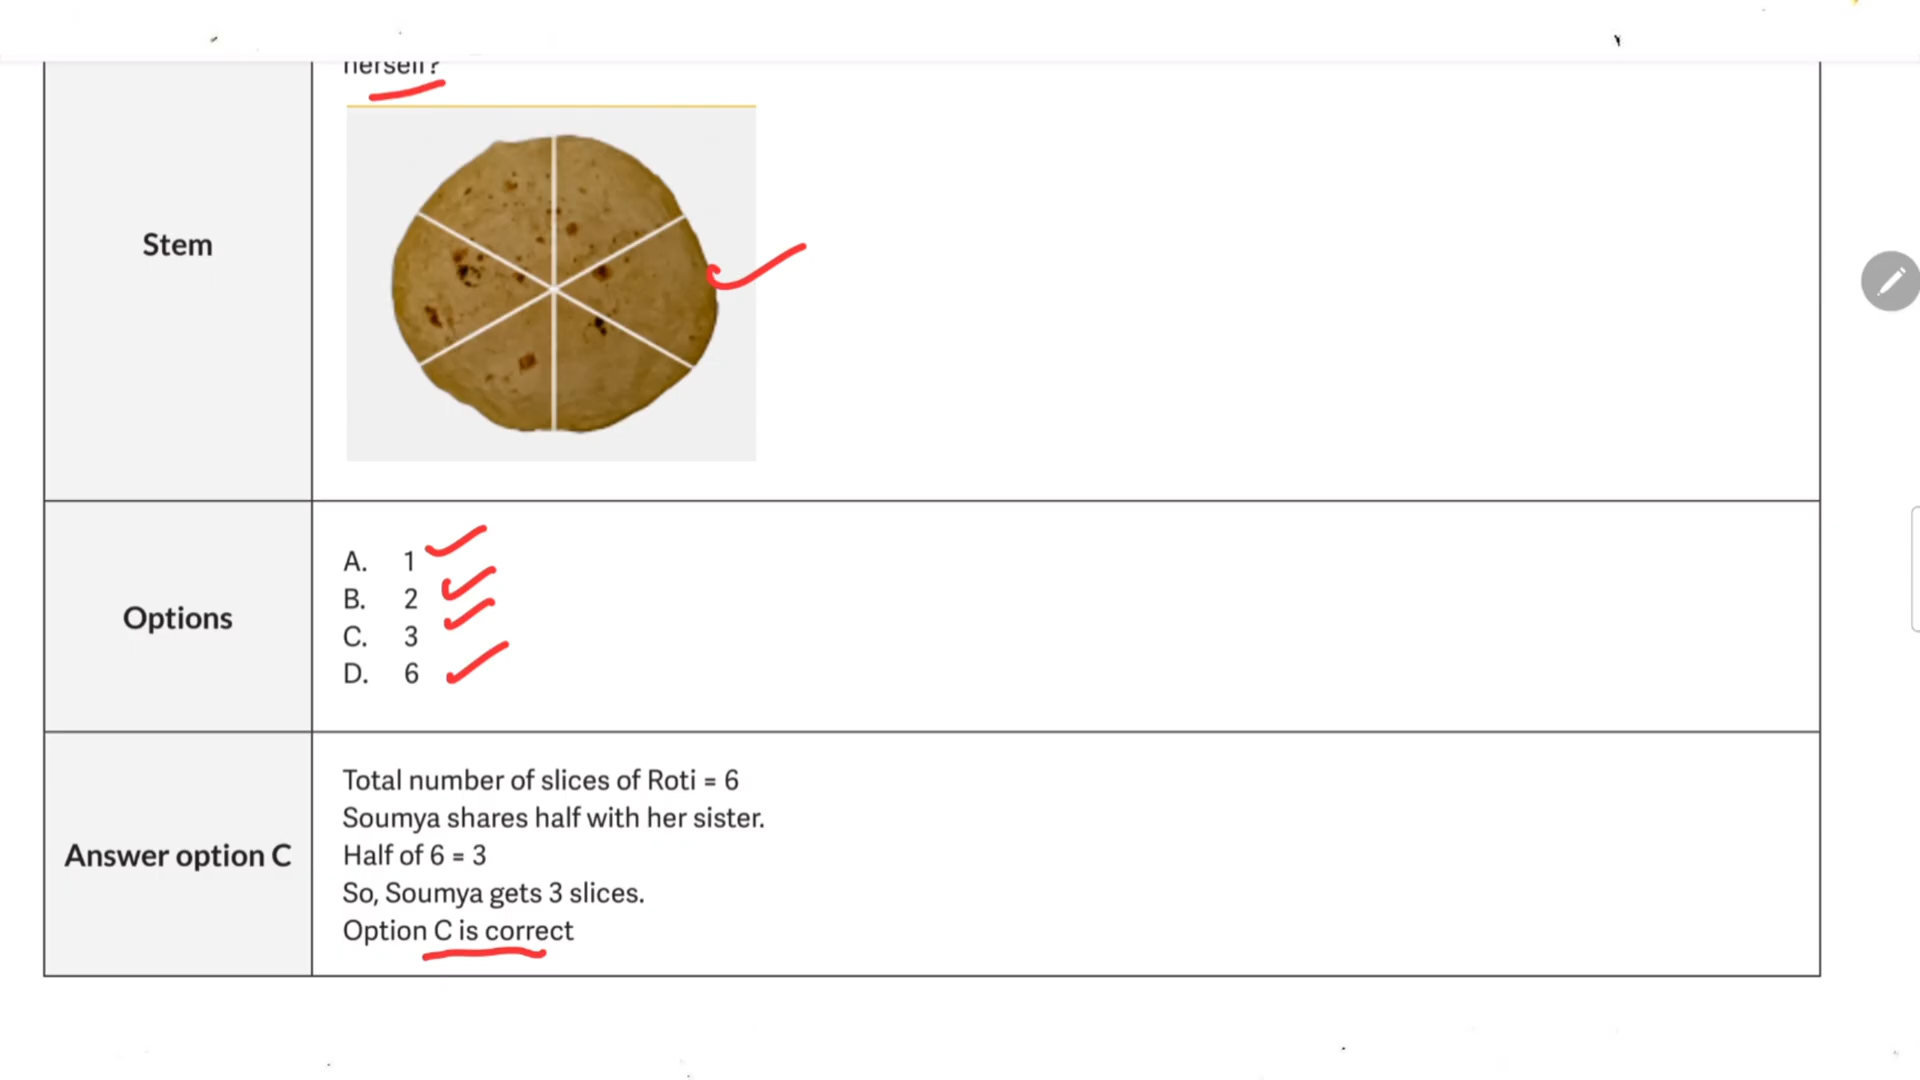 herself?
Stem
Options
A. 1
B. 2
C. 3
D. 6
Answer option C
Total number of slices of Roti = 6
Soumya shares half with her sister.
Half of 6 = 3
So, Soumya gets 3 slices.
Option C is correct